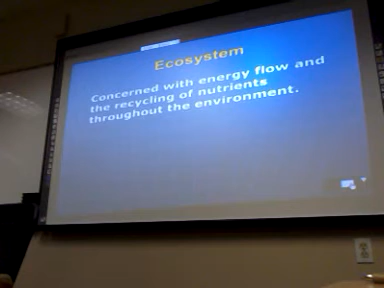 Ecosystem
Concerned with energy flow and
the recycling of nutrients
throughout the environment.